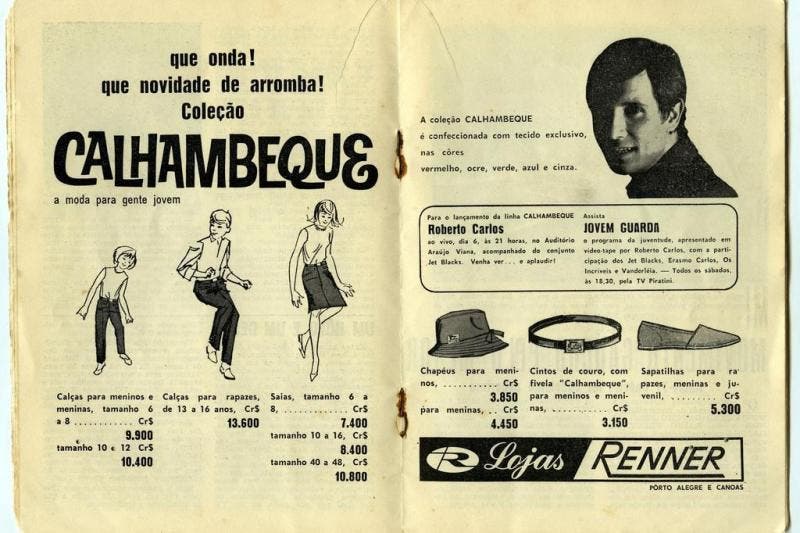 que onda!
que novidade de arromba!
Coleção
CALHAMBEQUE
a moda para gente jovem
Calças para meninos e
meninas, tamanho 6
a 8 ............ Cr$
9.900
tamanho 10 e 12 Cr$
10.400
Calças para rapazes,
de 13 a 16 anos, Cr$
13.600
Saias, tamanho 6 a
8, .............. Cr$
7.400
tamanho 10 a 16, Cr$
8.400
tamanho 40 a 48, Cr$
10.800
A coleção CALHAMBEQUE
é confeccionada com tecido exclusivo,
nas côres
vermelho, ocre, verde, azul e cinza.
Para o lançamento da linha CALHAMBEQUE
Roberto Carlos
ao vivo, dia 6, às 21 horas, no Auditório
Araújo Viana, acompanhado do conjunto
Jet Blacks. Venha ver... e aplaudir!
Assista
JOVEM GUARDA
o programa da juventude, apresentado em
video-tape por Roberto Carlos, com a parti-
cipação dos Jet Blacks, Erasmo Carlos, Os
Incríveis e Vanderléia. — Todos os sábados,
às 18,30, pela TV Piratini.
Chapéus para meni-
nos, ........... Cr$
3.850
para meninas, .. Cr$
4.450
Cintos de couro, com
fivela "Calhambeque",
para meninos e meni-
nas, ........... Cr$
3.150
Sapatilhas para ra
pazes, meninas e ju-
venil, ......... Cr$
5.300
R Lojas RENNER
PÔRTO ALEGRE E CANOAS